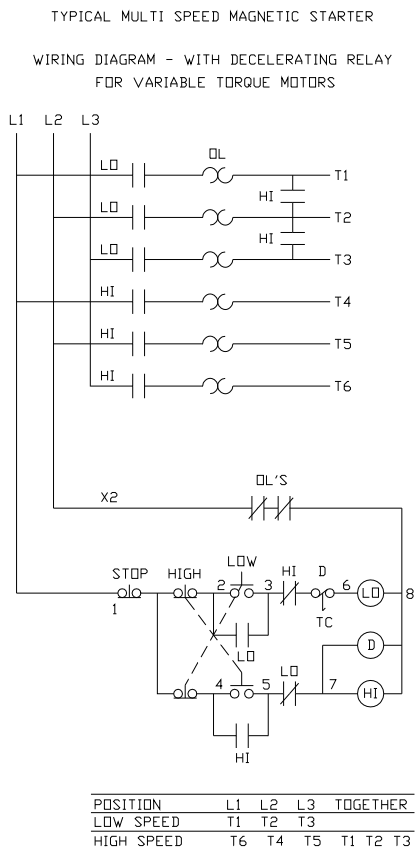 TYPICAL MULTI SPEED MAGNETIC STARTER
WIRING DIAGRAM - WITH DECELERATING RELAY
FOR VARIABLE TORQUE MOTORS
L1 L2 L3
LO OL T1
HI
LO T2
HI
LO T3
HI T4
HI T5
HI T6
OL'S
X2
LOW
STOP HIGH 2 3 HI D 6 LO 8
1 TC
LO D
4 5 LO 7 HI
HI
POSITION L1 L2 L3 TOGETHER
LOW SPEED T1 T2 T3
HIGH SPEED T6 T4 T5 T1 T2 T3